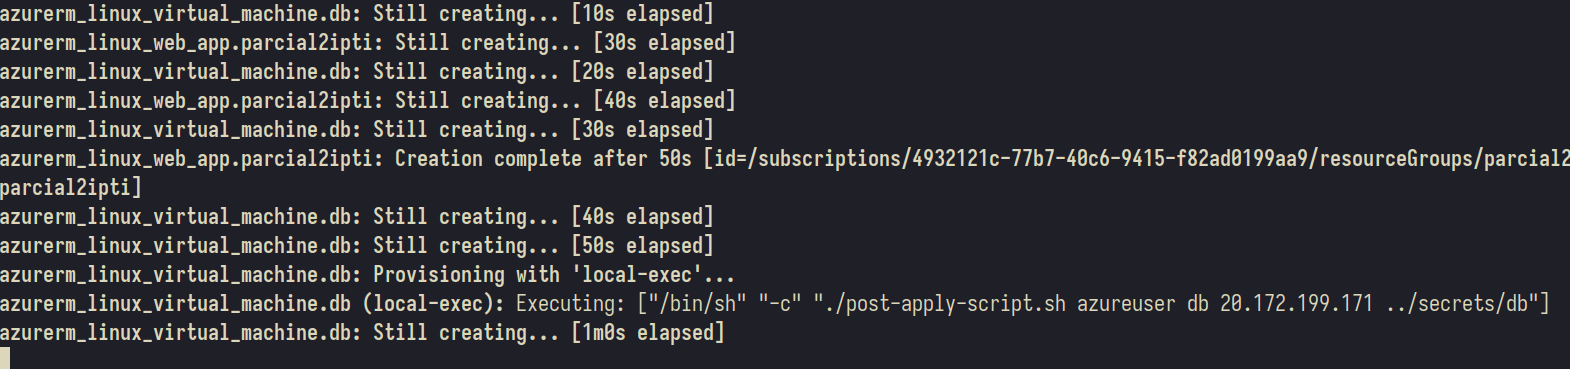 azurerm_linux_virtual_machine.db: Still creating... [10s elapsed]
azurerm_linux_web_app.parcial2ipti: Still creating... [30s elapsed]
azurerm_linux_virtual_machine.db: Still creating... [20s elapsed]
azurerm_linux_web_app.parcial2ipti: Still creating... [40s elapsed]
azurerm_linux_virtual_machine.db: Still creating... [30s elapsed]
azurerm_linux_web_app.parcial2ipti: Creation complete after 50s [id=/subscriptions/4932121c-77b7-40c6-9415-f82ad0199aa9/resourceGroups/parcial2
parcial2ipti]
azurerm_linux_virtual_machine.db: Still creating... [40s elapsed]
azurerm_linux_virtual_machine.db: Still creating... [50s elapsed]
azurerm_linux_virtual_machine.db: Provisioning with 'local-exec'...
azurerm_linux_virtual_machine.db (local-exec): Executing: ["/bin/sh" "-c" "./post-apply-script.sh azureuser db 20.172.199.171 ../secrets/db"]
azurerm_linux_virtual_machine.db: Still creating... [1m0s elapsed]